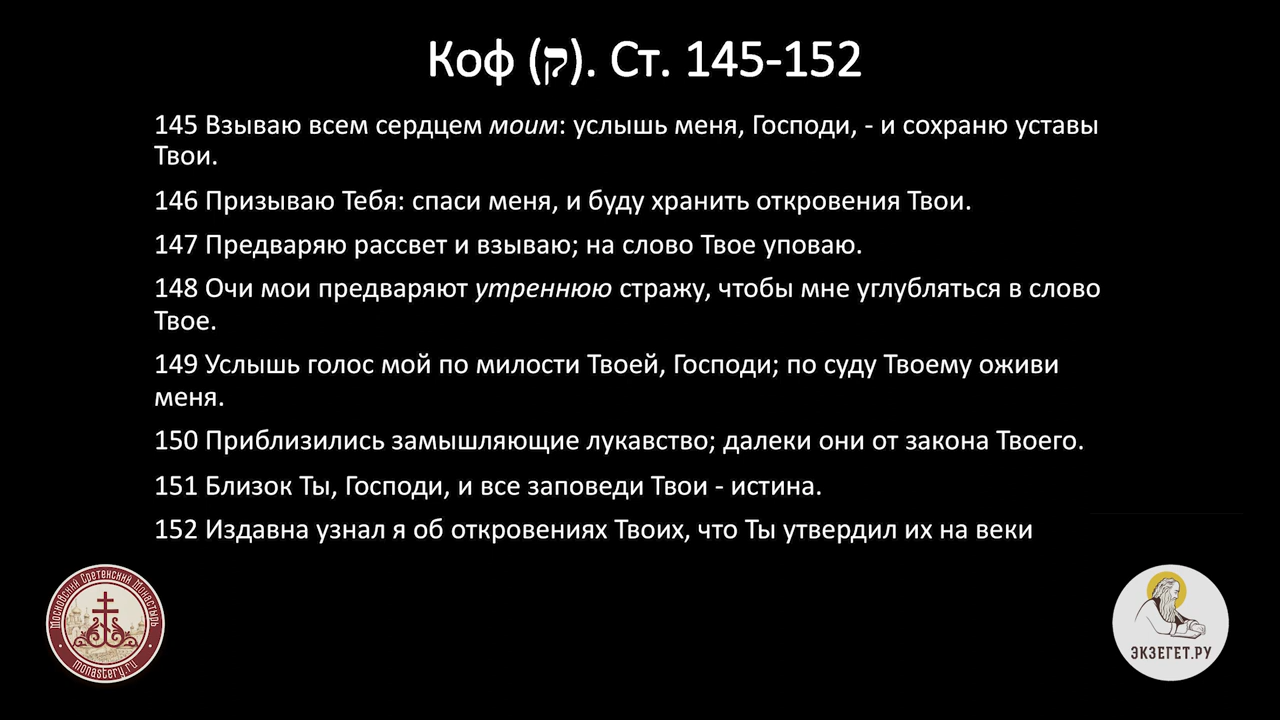 Коф (ק). Ст. 145-152
145 Взываю всем сердцем моим: услышь меня, Господи, - и сохраню уставы
Твои.
146 Призываю Тебя: спаси меня, и буду хранить откровения Твои.
147 Предваряю рассвет и взываю; на слово Твое уповаю.
148 Очи мои предваряют утреннюю стражу, чтобы мне углубляться в слово
Твое.
149 Услышь голос мой по милости Твоей, Господи; по суду Твоему оживи
меня.
150 Приблизились замышляющие лукавство; далеки они от закона Твоего.
151 Близок Ты, Господи, и все заповеди Твои - истина.
152 Издавна узнал я об откровениях Твоих, что Ты утвердил их на веки
Московский Сретенский Монастырь
monastery.ru
ЭКЗЕГЕТ.РУ